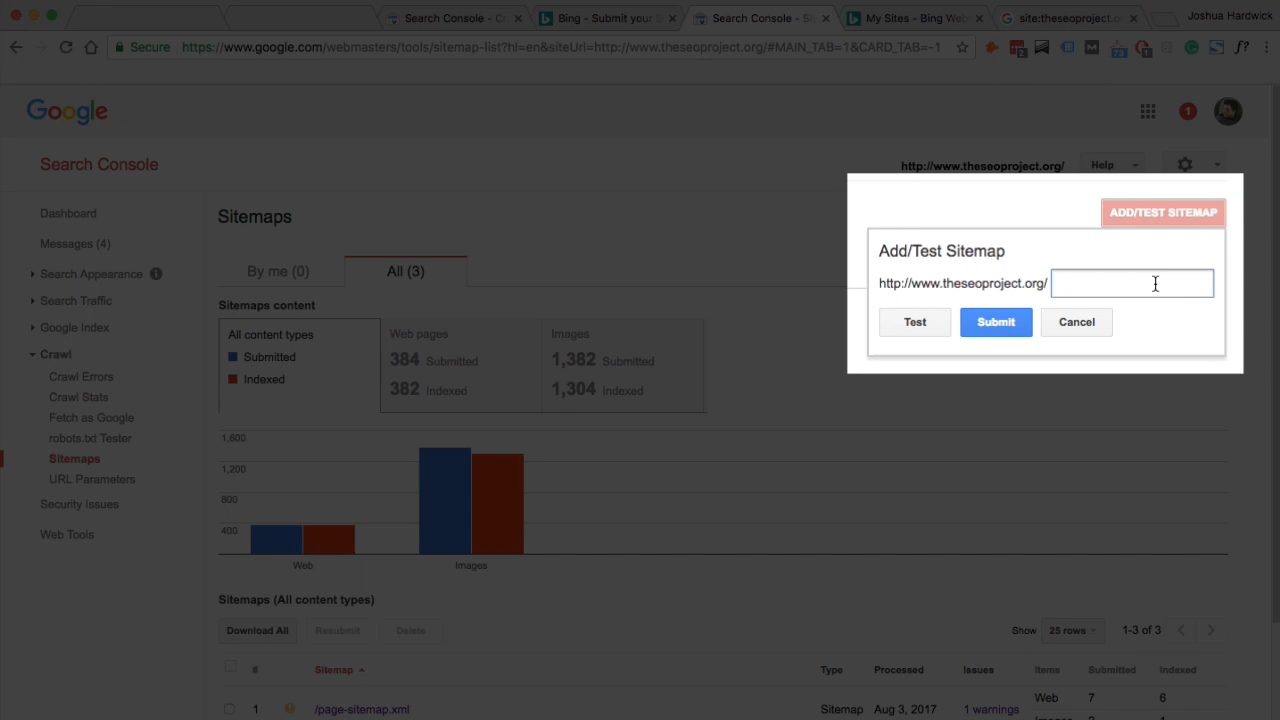 Search Console - C
Bing - Submit your S
Search Console - Si
My Sites - Bing Web
site:theseoproject.or
Joshua Hardwick
Secure https://www.google.com/webmasters/tools/sitemap-list?hl=en&siteUrl=http://www.theseoproject.org/#MAIN_TAB=1&CARD_TAB=-1
Google
1
Search Console
http://www.theseoproject.org/
Help
Dashboard
Messages (4)
Search Appearance
Search Traffic
Google Index
Crawl
Crawl Errors
Crawl Stats
Fetch as Google
robots.txt Tester
Sitemaps
URL Parameters
Security Issues
Web Tools
Sitemaps
ADD/TEST SITEMAP
Add/Test Sitemap
http://www.theseoproject.org/
Test Submit Cancel
By me (0) All (3)
Sitemaps content
All content types
Submitted
Indexed
Web pages
384 Submitted
382 Indexed
Images
1,382 Submitted
1,304 Indexed
1,600
1,200
800
400
Web Images
Sitemaps (All content types)
Download All Resubmit Delete
Show 25 rows 1-3 of 3
# Sitemap Type Processed Issues Items Submitted Indexed
1 /page-sitemap.xml Sitemap Aug 3, 2017 1 warnings
Web 7 6